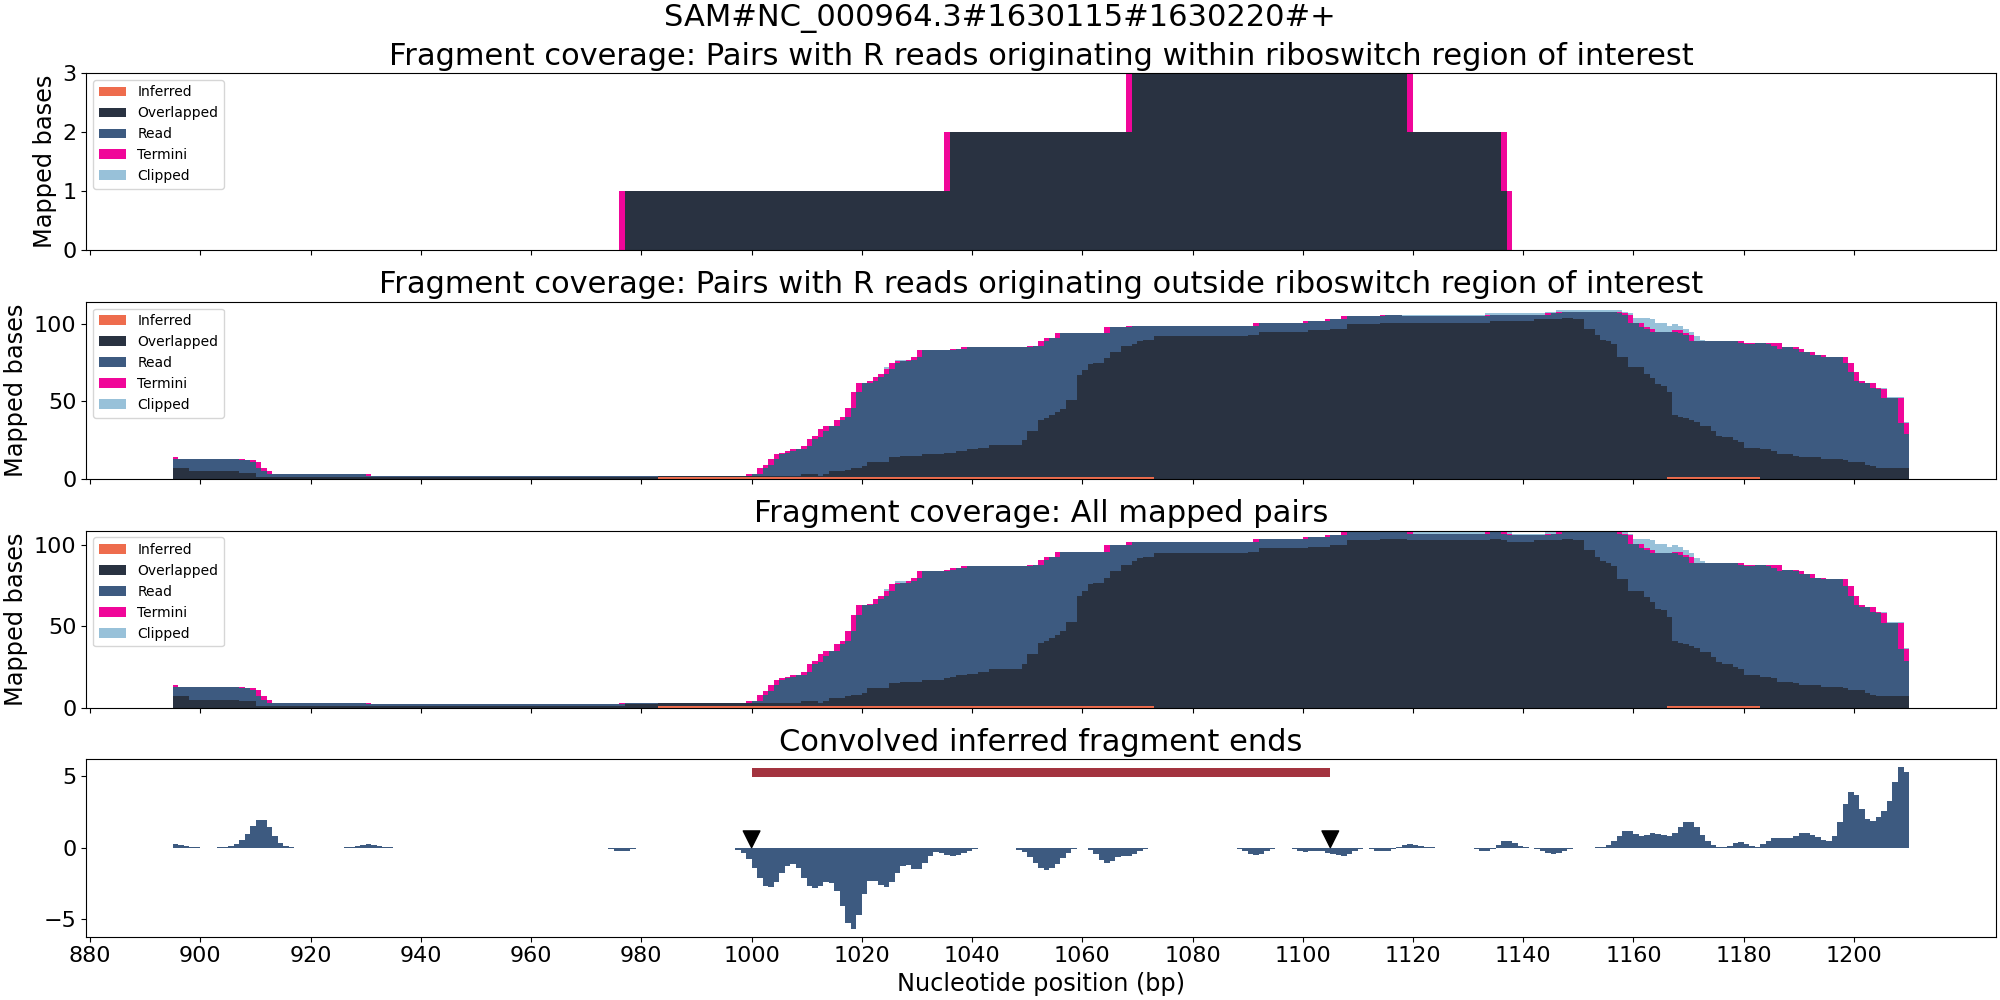 SAM#NC_000964.3#1630115#1630220#+
Fragment coverage: Pairs with R reads originating within riboswitch region of interest
Mapped bases
3
2
1
0
Inferred
Overlapped
Read
Termini
Clipped
Fragment coverage: Pairs with R reads originating outside riboswitch region of interest
Mapped bases
100
50
0
Inferred
Overlapped
Read
Termini
Clipped
Fragment coverage: All mapped pairs
Mapped bases
100
50
0
Inferred
Overlapped
Read
Termini
Clipped
Convolved inferred fragment ends
5
0
−5
880 900 920 940 960 980 1000 1020 1040 1060 1080 1100 1120 1140 1160 1180 1200
Nucleotide position (bp)